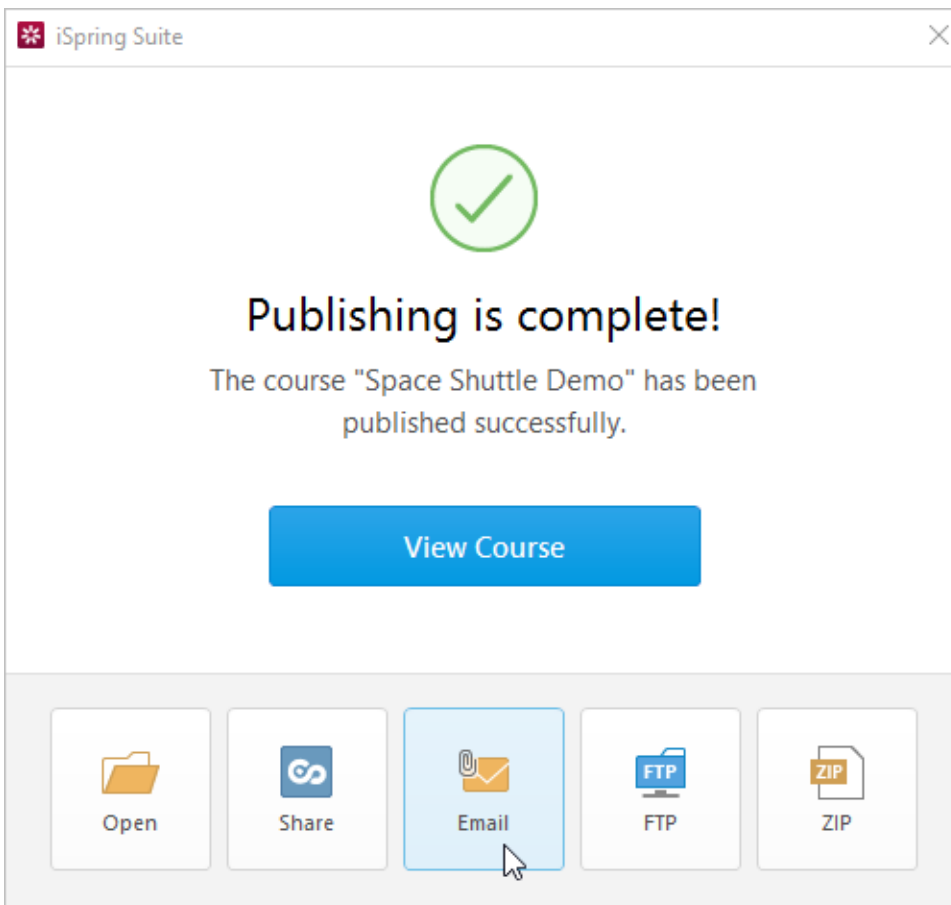 iSpring Suite
Publishing is complete!
The course "Space Shuttle Demo" has been
published successfully.
View Course
Open
Share
Email
FTP
FTP
ZIP
ZIP